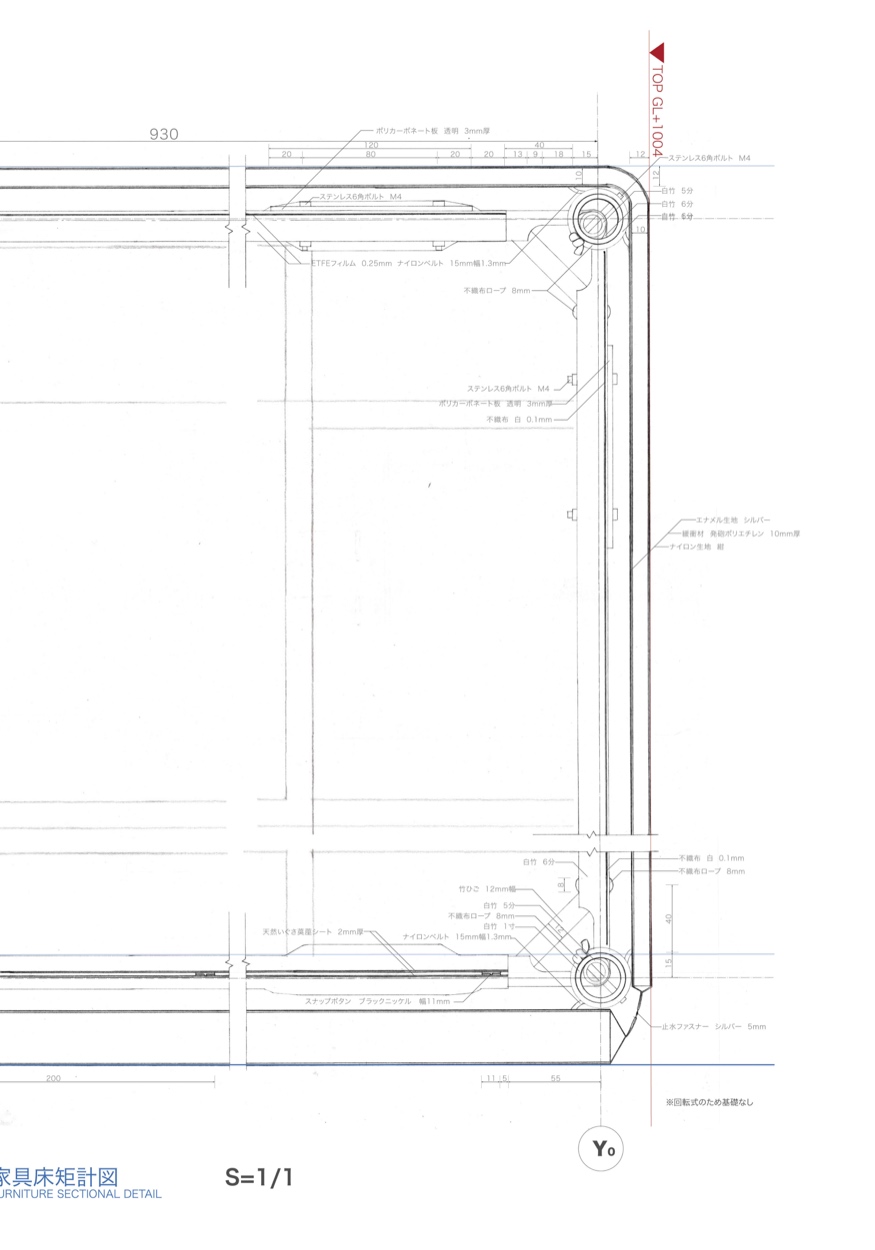 TOP GL+1004
930
ポリカーボネート板 透明 3mm厚
120
40
20 80 20 20 13 9 18 15 12
ステンレス6角ボルト M4
10
12
ステンレス6角ボルト M4
白竹 5分
白竹 6分
白竹 6分
10
ETFEフィルム 0.25mm ナイロンベルト 15mm幅1.3mm
不織布ロープ 8mm
ステンレス6角ボルト M4
ポリカーボネート板 透明 3mm厚
不織布 白 0.1mm
エナメル生地 シルバー
緩衝材 発砲ポリエチレン 10mm厚
ナイロン生地 紺
白竹 6分
不織布 白 0.1mm
不織布ロープ 8mm
8
竹ひご 12mm幅
白竹 5分
不織布ロープ 8mm
白竹 1寸
ナイロンベルト 15mm幅1.3mm
12
40
天然いぐさ茣蓙シート 2mm厚
15
スナップボタン ブラックニッケル 幅11mm
止水ファスナー シルバー 5mm
200 11 5 55
※回転式のため基礎なし
Y0
家具床矩計図
URNITURE SECTIONAL DETAIL
S=1/1